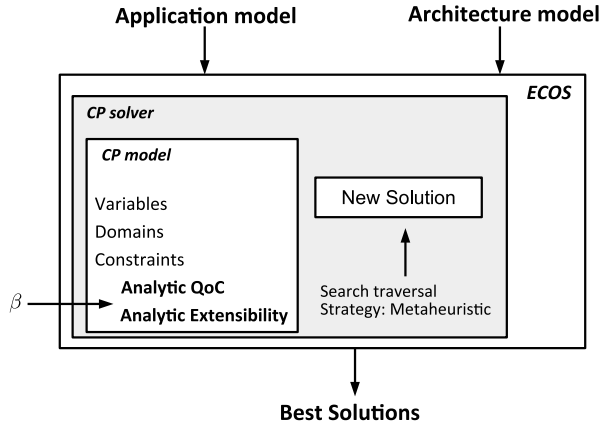 Application model
Architecture model
ECOS
CP solver
CP model
Variables
Domains
Constraints
Analytic QoC
β
Analytic Extensibility
New Solution
Search traversal
Strategy: Metaheuristic
Best Solutions